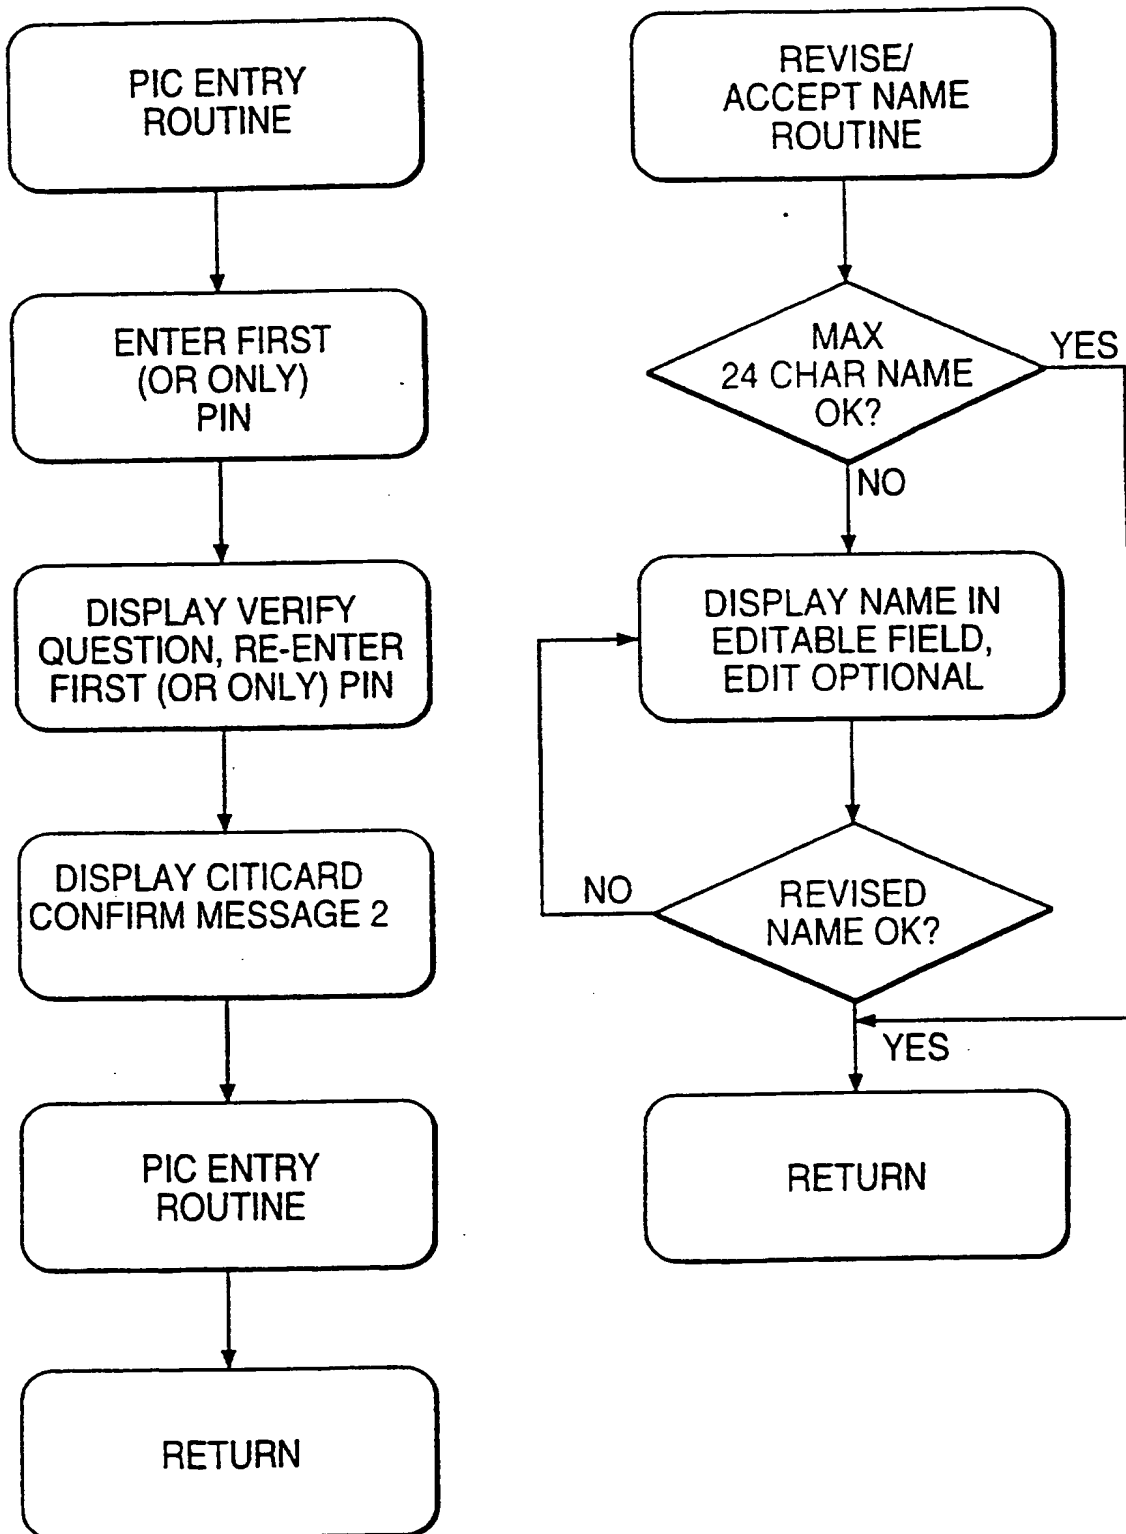 PIC ENTRY
ROUTINE
ENTER FIRST
(OR ONLY)
PIN
DISPLAY VERIFY
QUESTION, RE-ENTER
FIRST (OR ONLY) PIN
DISPLAY CITICARD
CONFIRM MESSAGE 2
PIC ENTRY
ROUTINE
RETURN
REVISE/
ACCEPT NAME
ROUTINE
MAX
24 CHAR NAME
OK?
YES
NO
DISPLAY NAME IN
EDITABLE FIELD,
EDIT OPTIONAL
NO
REVISED
NAME OK?
YES
RETURN